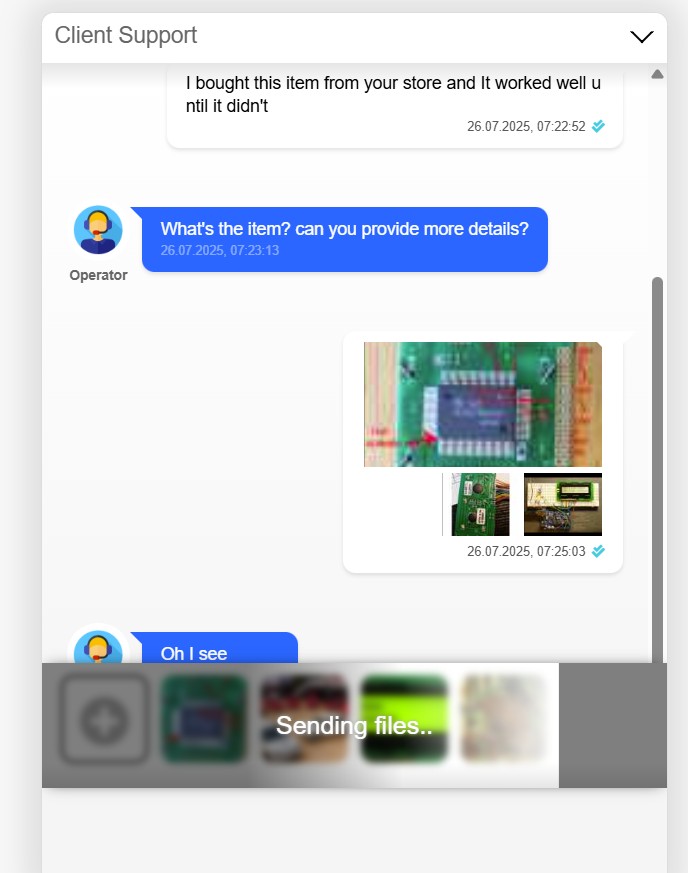 Client Support
I bought this item from your store and It worked well u
ntil it didn't
26.07.2025, 07:22:52
What's the item? can you provide more details?
26.07.2025, 07:23:13
Operator
26.07.2025, 07:25:03
Oh I see
Sending files..